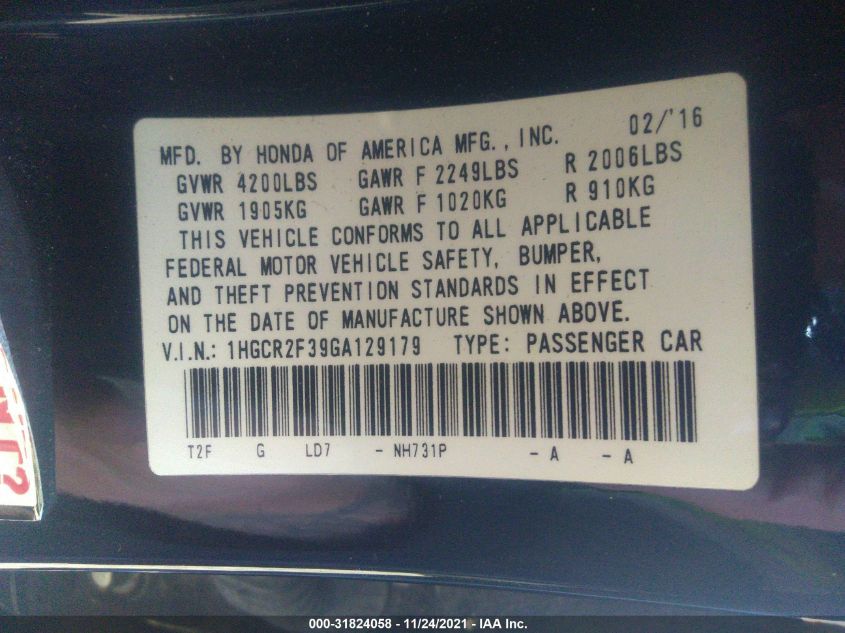 02/'16
MFD. BY HONDA OF AMERICA MFG., INC.
GVWR 4200LBS GAWR F 2249LBS R 2006LBS
GVWR 1905KG GAWR F 1020KG R 910KG
THIS VEHICLE CONFORMS TO ALL APPLICABLE
FEDERAL MOTOR VEHICLE SAFETY, BUMPER,
AND THEFT PREVENTION STANDARDS IN EFFECT
ON THE DATE OF MANUFACTURE SHOWN ABOVE.
V.I.N.: 1HGCR2F39GA129179 TYPE: PASSENGER CAR
T2F G LD7 - NH731P - A - A
000-31824058 - 11/24/2021 - IAA Inc.